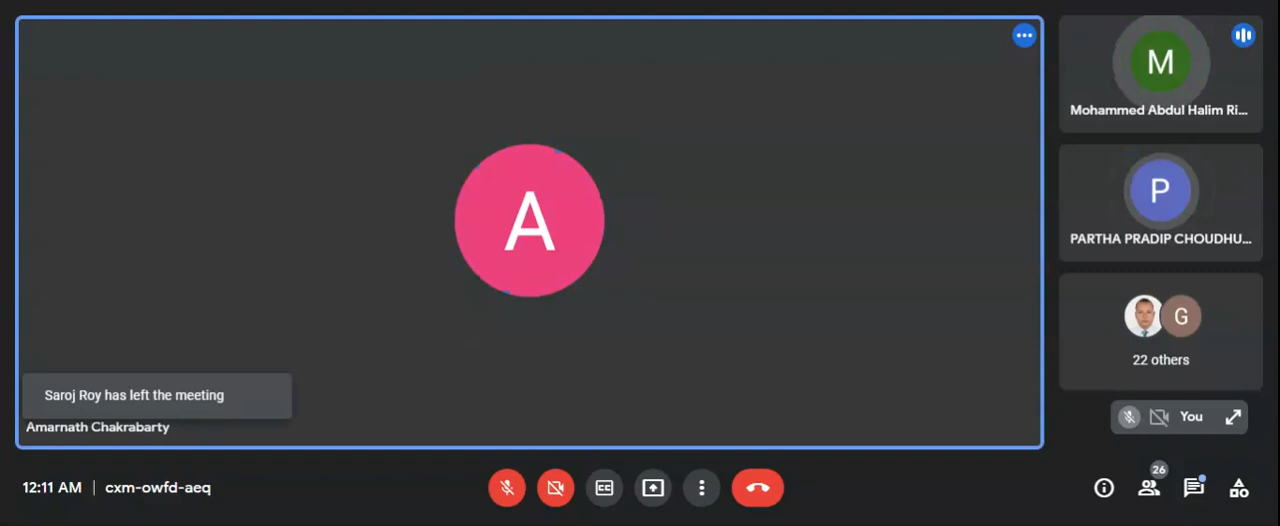 A
Saroj Roy has left the meeting
Amarnath Chakrabarty
M
Mohammed Abdul Halim Ri...
P
PARTHA PRADIP CHOUDHU...
G
22 others
You
12:11 AM | cxm-owfd-aeq
CC
26